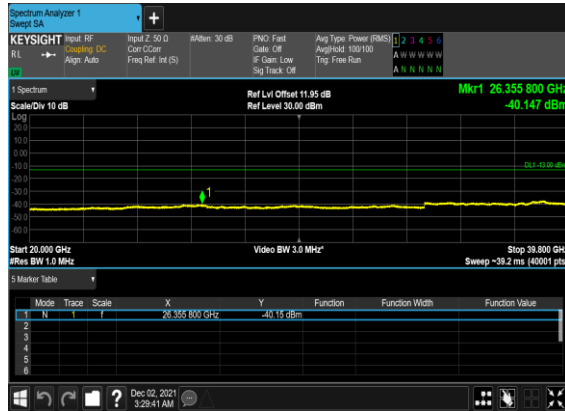 Spectrum Analyzer 1
Swept SA
+
KEYSIGHT Input: RF Input Z: 50 Ω #Atten: 30 dB PNO: Fast Avg Type: Power (RMS) 1 2 3 4 5 6
RL Coupling: DC Corr CCorr Gate: Off Avg|Hold: 100/100 A W W W W W
Align: Auto Freq Ref: Int (S) IF Gain: Low Trig: Free Run
Sig Track: Off A N N N N N
1 Spectrum Ref Lvl Offset 11.95 dB Mkr1 26.355 800 GHz
Scale/Div 10 dB Ref Level 30.00 dBm -40.147 dBm
Log
20.0
10.0
0.00
-10.0 DL1 -13.00 dBm
-20.0
-30.0
-40.0 1
-50.0
-60.0
Start 20.000 GHz Video BW 3.0 MHz* Stop 39.800 GHz
#Res BW 1.0 MHz Sweep ~39.2 ms (40001 pts)
5 Marker Table
Mode Trace Scale X Y Function Function Width Function Value
1 N 1 f 26.355 800 GHz -40.15 dBm
2
3
4
5
6
? Dec 02, 2021
3:29:41 AM